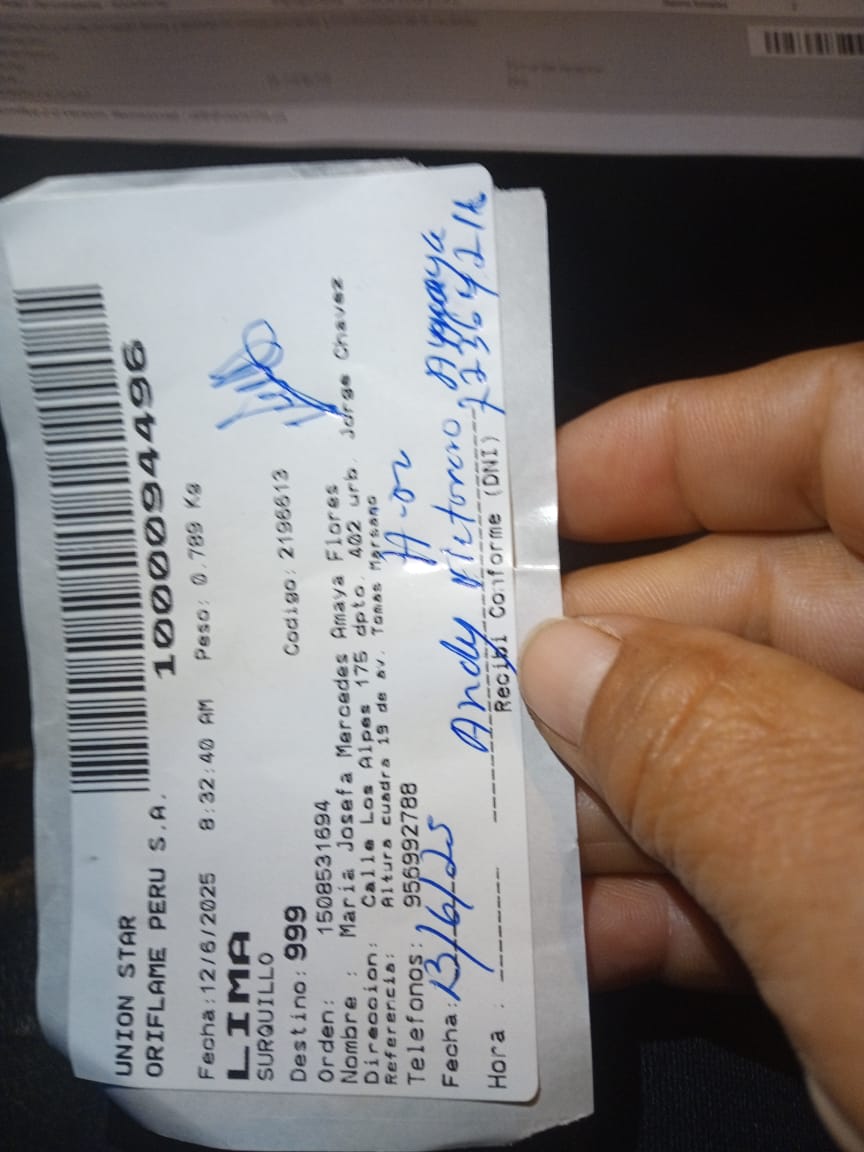 UNION STAR
ORIFLAME PERU S.A.
1000094496
Fecha:12/6/2025 8:32:40 AM Peso: 0.789 Kg
LIMA
SURQUILLO
Destino: 999 Codigo: 2198613
Orden: 1508531694
Nombre : Maria Josefa Mercedes Amaya Flores
Direccion: Calle Los Alpes 175 dpto. 402 urb. Jorge Chavez
Referencia: Altura cuadra 19 de av. Tomas Marsano
Telefonos: 956992788
Fecha: 13/6/25 Andy Victorero Amaya
Hora : Recibi Conforme (DNI)